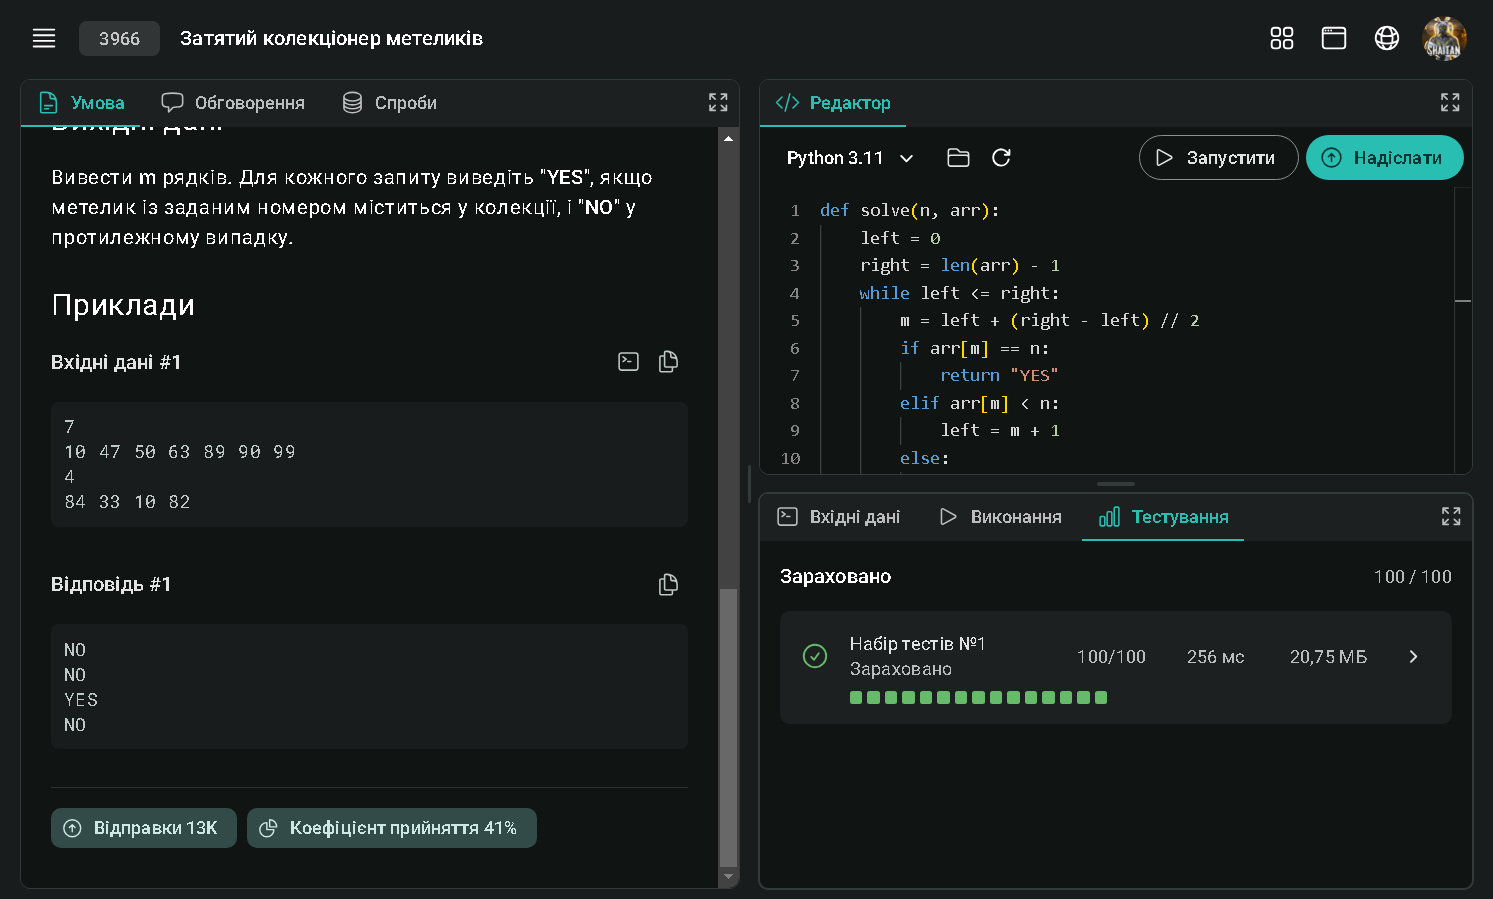 3966
Затятий колекціонер метеликів
SHAITAN
Умова
Обговорення
Спроби
Вихідні дані
Вивести m рядків. Для кожного запиту виведіть "YES", якщо
метелик із заданим номером міститься у колекції, і "NO" у
протилежному випадку.
Приклади
Вхідні дані #1
7
10 47 50 63 89 90 99
4
84 33 10 82
Відповідь #1
NO
NO
YES
NO
Відправки 13K
Коефіцієнт прийняття 41%
Редактор
Python 3.11
Запустити
Надіслати
1 def solve(n, arr):
2 left = 0
3 right = len(arr) - 1
4 while left <= right:
5 m = left + (right - left) // 2
6 if arr[m] == n:
7 return "YES"
8 elif arr[m] < n:
9 left = m + 1
10 else:
Вхідні дані
Виконання
Тестування
Зараховано
100 / 100
Набір тестів №1
Зараховано
100/100
256 мс
20,75 МБ